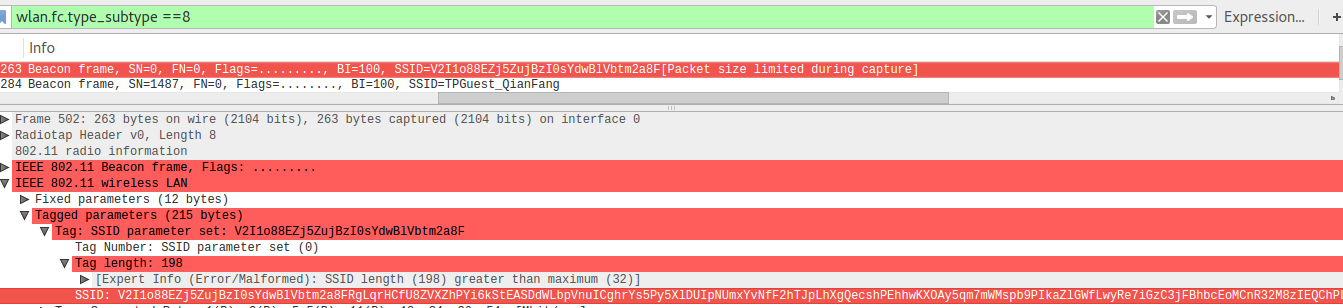 wlan.fc.type_subtype ==8 Expression...
Info
263 Beacon frame, SN=0, FN=0, Flags=........., BI=100, SSID=V2I1o88EZj5ZujBzI0sYdwBlVbtm2a8F[Packet size limited during capture]
284 Beacon frame, SN=1487, FN=0, Flags=........, BI=100, SSID=TPGuest_QianFang
Frame 502: 263 bytes on wire (2104 bits), 263 bytes captured (2104 bits) on interface 0
Radiotap Header v0, Length 8
802.11 radio information
IEEE 802.11 Beacon frame, Flags: .........
IEEE 802.11 wireless LAN
Fixed parameters (12 bytes)
Tagged parameters (215 bytes)
Tag: SSID parameter set: V2I1o88EZj5ZujBzI0sYdwBlVbtm2a8F
Tag Number: SSID parameter set (0)
Tag length: 198
[Expert Info (Error/Malformed): SSID length (198) greater than maximum (32)]
SSID: